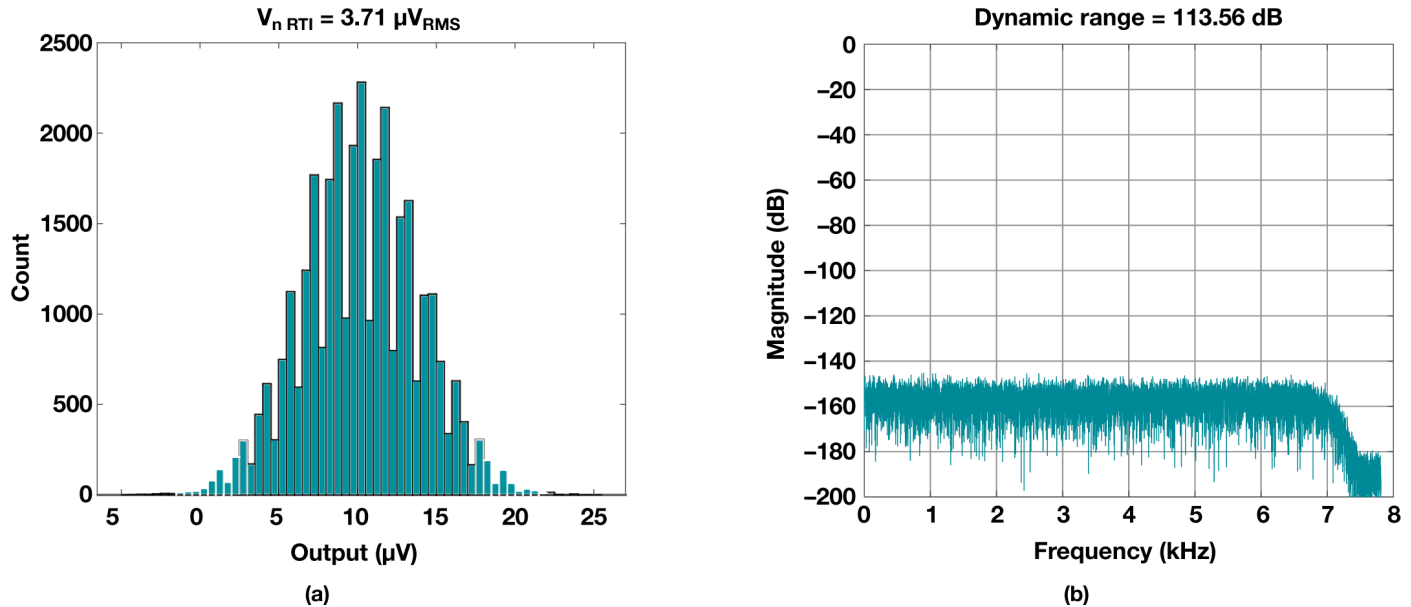 V_n RTI = 3.71 µV_RMS
2500
2000
1500
1000
500
0
Count
5 0 5 10 15 20 25
Output (µV)
(a)
Dynamic range = 113.56 dB
0
−20
−40
−60
−80
−100
−120
−140
−160
−180
−200
Magnitude (dB)
0 1 2 3 4 5 6 7 8
Frequency (kHz)
(b)